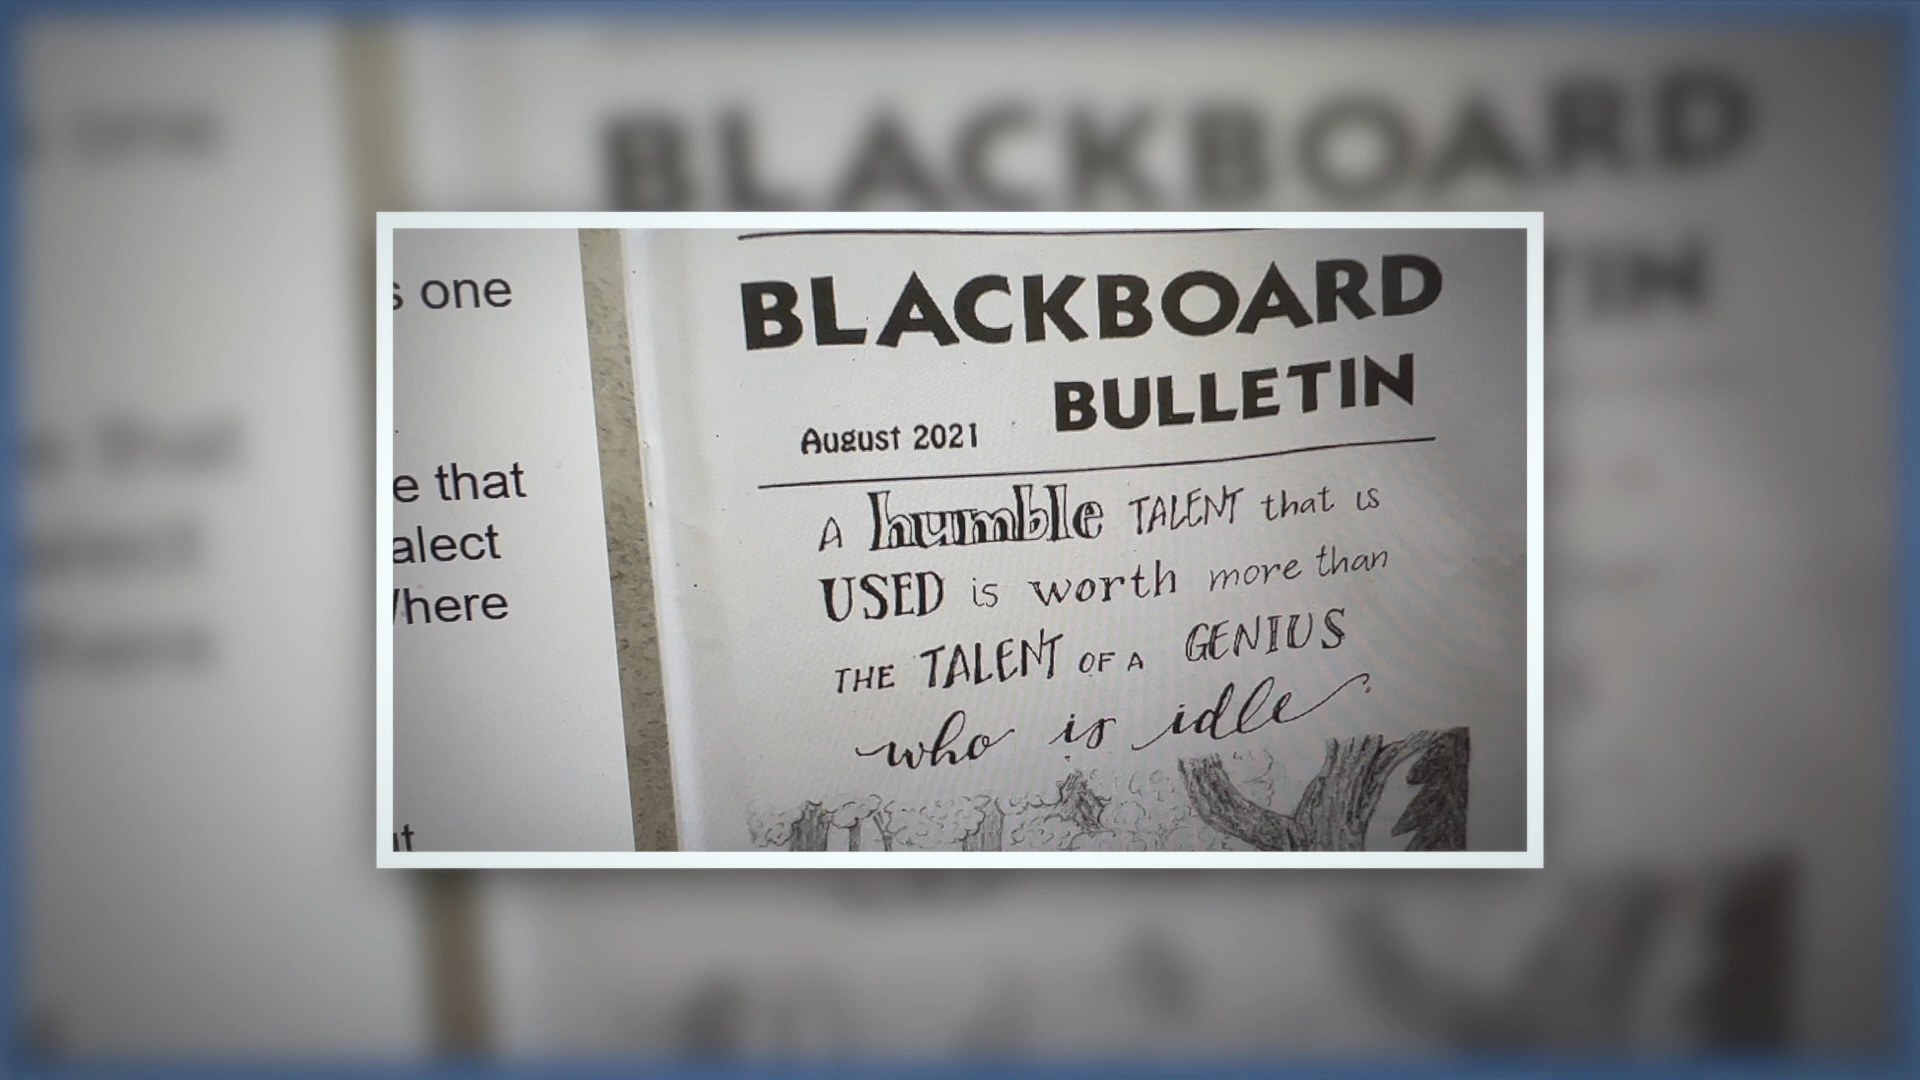 s one
e that
alect
here
BLACKBOARD
BULLETIN
August 2021
A humble TALENT that is
USED is worth more than
THE TALENT OF A GENIUS
who is idle